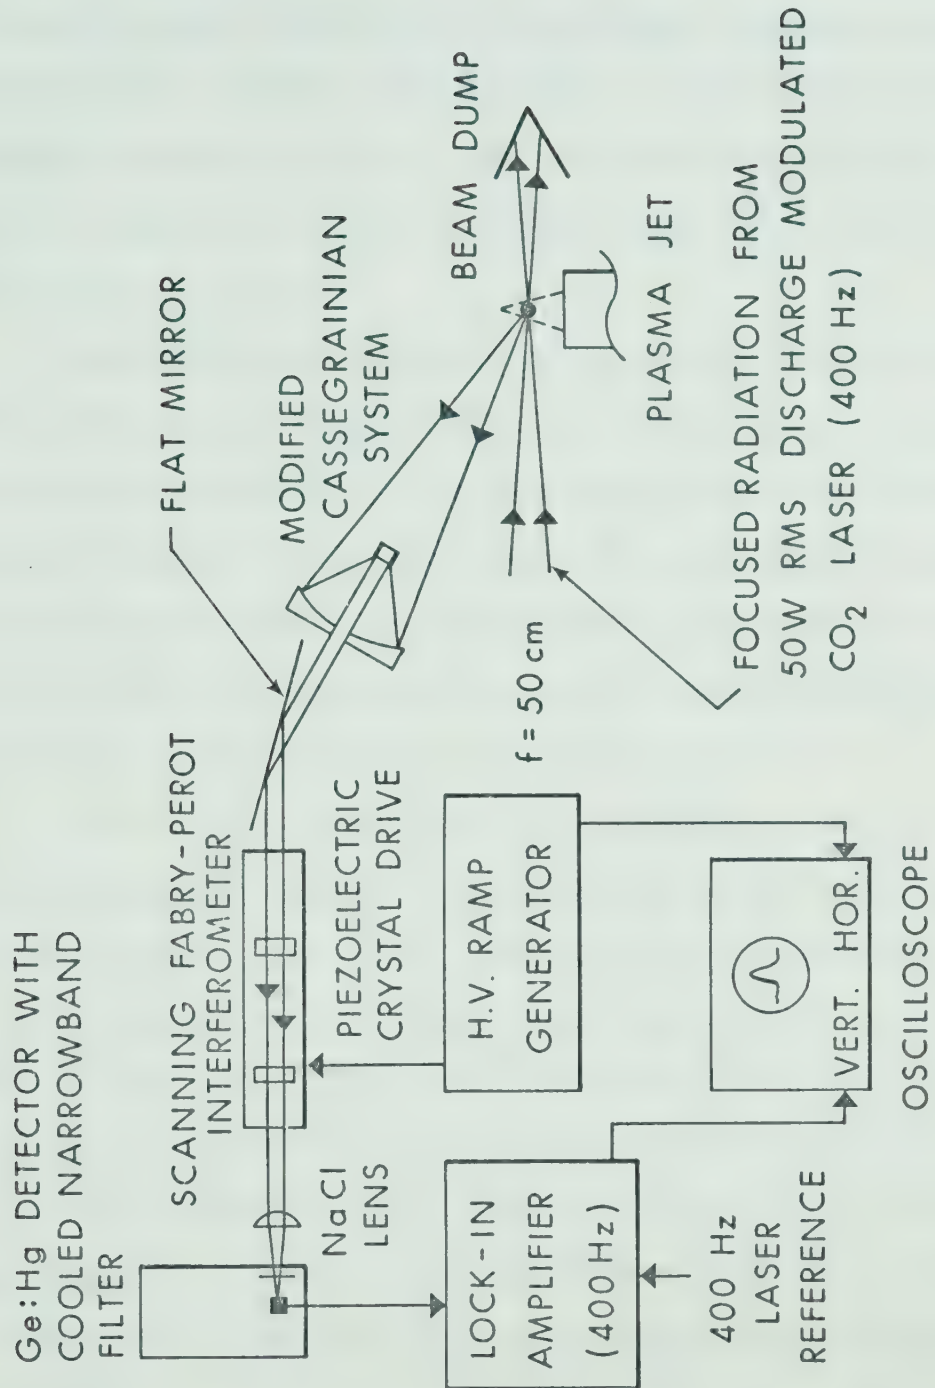 Ge:Hg DETECTOR WITH
COOLED NARROWBAND
FILTER
SCANNING FABRY-PEROT
INTERFEROMETER
FLAT MIRROR
MODIFIED
CASSEGRAINIAN
SYSTEM
BEAM DUMP
NaCl
LENS
PIEZOELECTRIC
CRYSTAL DRIVE
f = 50 cm
PLASMA JET
LOCK-IN
AMPLIFIER
(400 Hz)
H.V. RAMP
GENERATOR
FOCUSED RADIATION FROM
50W RMS DISCHARGE MODULATED
CO₂ LASER (400 Hz)
400 Hz
LASER
REFERENCE
VERT. HOR.
OSCILLOSCOPE